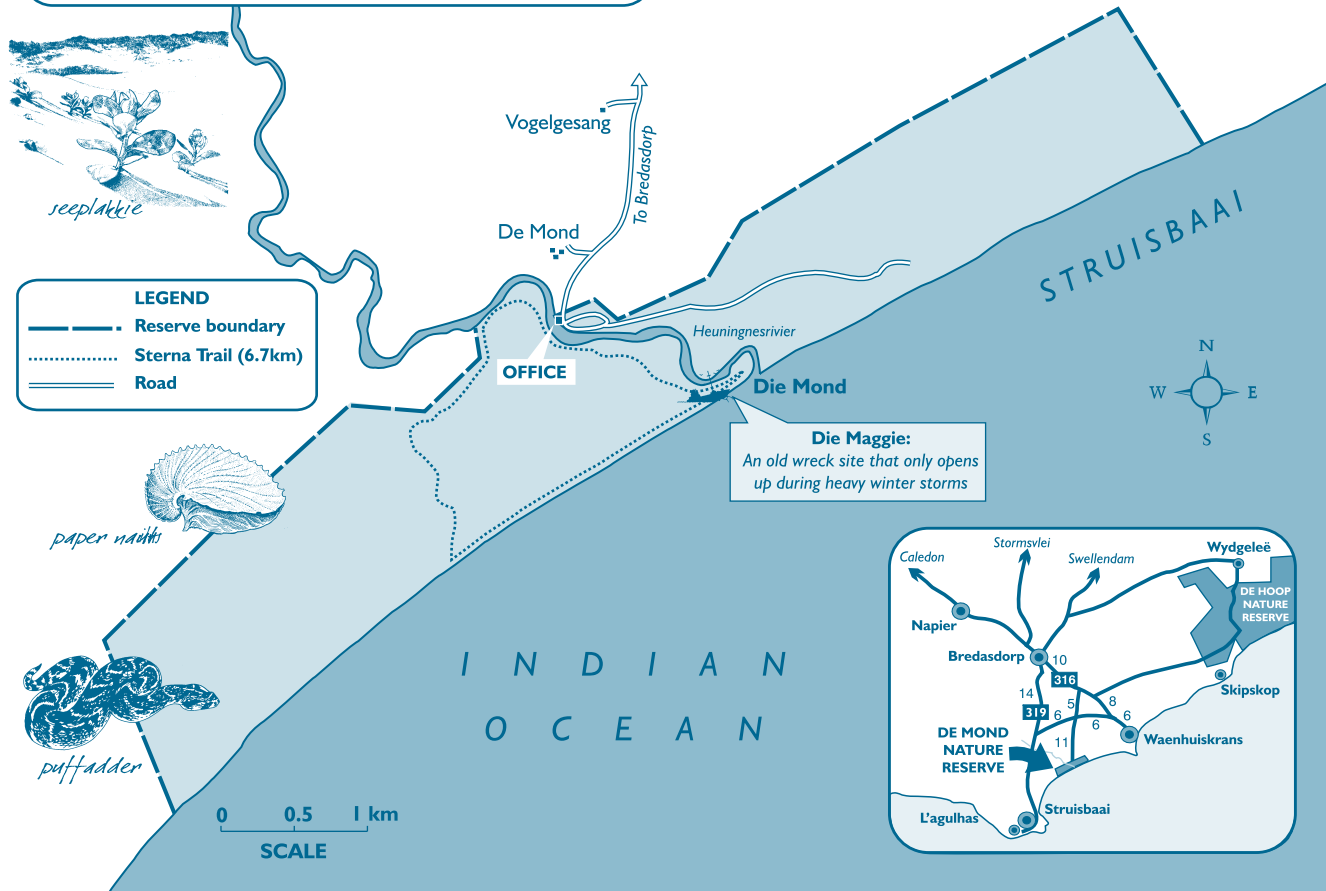 seeplakkie
Vogelgesang
To Bredasdorp
De Mond
STRUISBAAI
LEGEND
Reserve boundary
Sterna Trail (6.7km)
Road
OFFICE
Heuningnesrivier
Die Mond
Die Maggie:
An old wreck site that only opens
up during heavy winter storms
N
W
E
S
paper
puffadder
INDIAN
OCEAN
0 0.5 1 km
SCALE
Caledon
Stormsvlei
Swellendam
Wydgeleë
DE HOOP
NATURE
RESERVE
Napier
Bredasdorp
10
316
Skipskop
14
319
5
8
6
6
6
11
Waenhuiskrans
DE MOND
NATURE
RESERVE
L'agulhas
Struisbaai